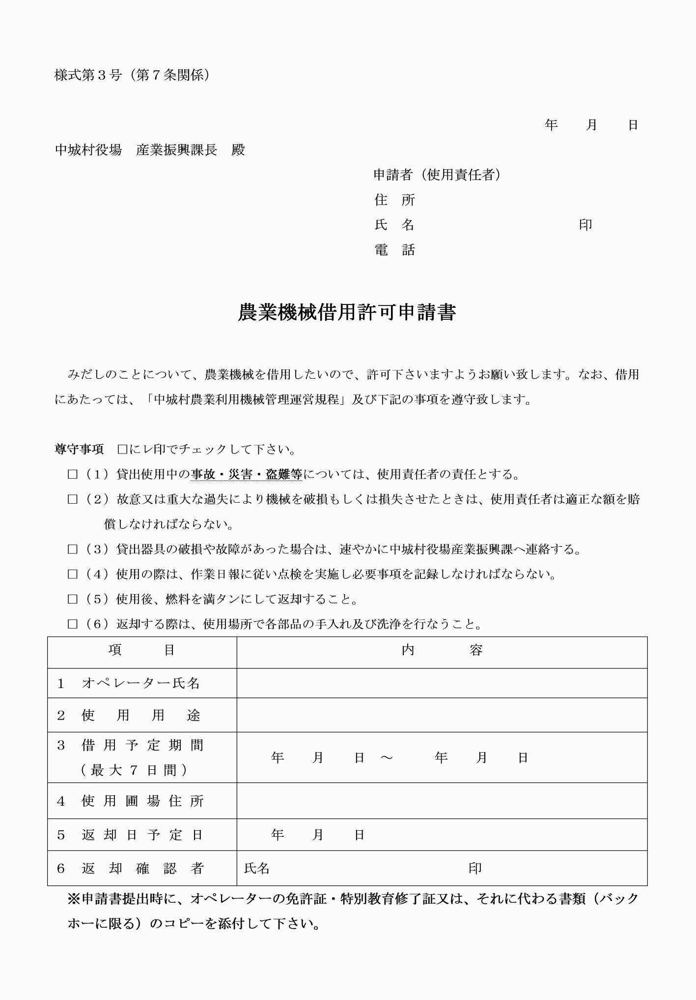 様式第３号（第７条関係）
年　　月　　日
中城村役場　産業振興課長　殿
申請者（使用責任者）
住　所
氏　名　　　　　　　　　　　　印
電　話
農業機械借用許可申請書
みだしのことについて、農業機械を借用したいので、許可下さいますようお願い致します。なお、借用
にあたっては、「中城村農業利用機械管理運営規程」及び下記の事項を遵守致します。
尊守事項　□にレ印でチェックして下さい。
□（１）貸出使用中の事故・災害・盗難等については、使用責任者の責任とする。
□（２）故意又は重大な過失により機械を破損もしくは損失させたときは、使用責任者は適正な額を賠
償しなければならない。
□（３）貸出器具の破損や故障があった場合は、速やかに中城村役場産業振興課へ連絡する。
□（４）使用の際は、作業日報に従い点検を実施し必要事項を記録しなければならない。
□（５）使用後、燃料を満タンにして返却すること。
□（６）返却する際は、使用場所で各部品の手入れ及び洗浄を行なうこと。
項　　　目　　　　　　内　　　　容
１　オペレーター氏名
２　使用用途
３　借用予定期間
（最大７日間）
年　　月　　日　～　　　年　　月　　日
４　使用圃場住所
５　返却日予定日　　　年　　月　　日
６　返却確認者　氏名　　　　　　　　　　印
※申請書提出時に、オペレーターの免許証・特別教育修了証又は、それに代わる書類（バック
ホーに限る）のコピーを添付して下さい。